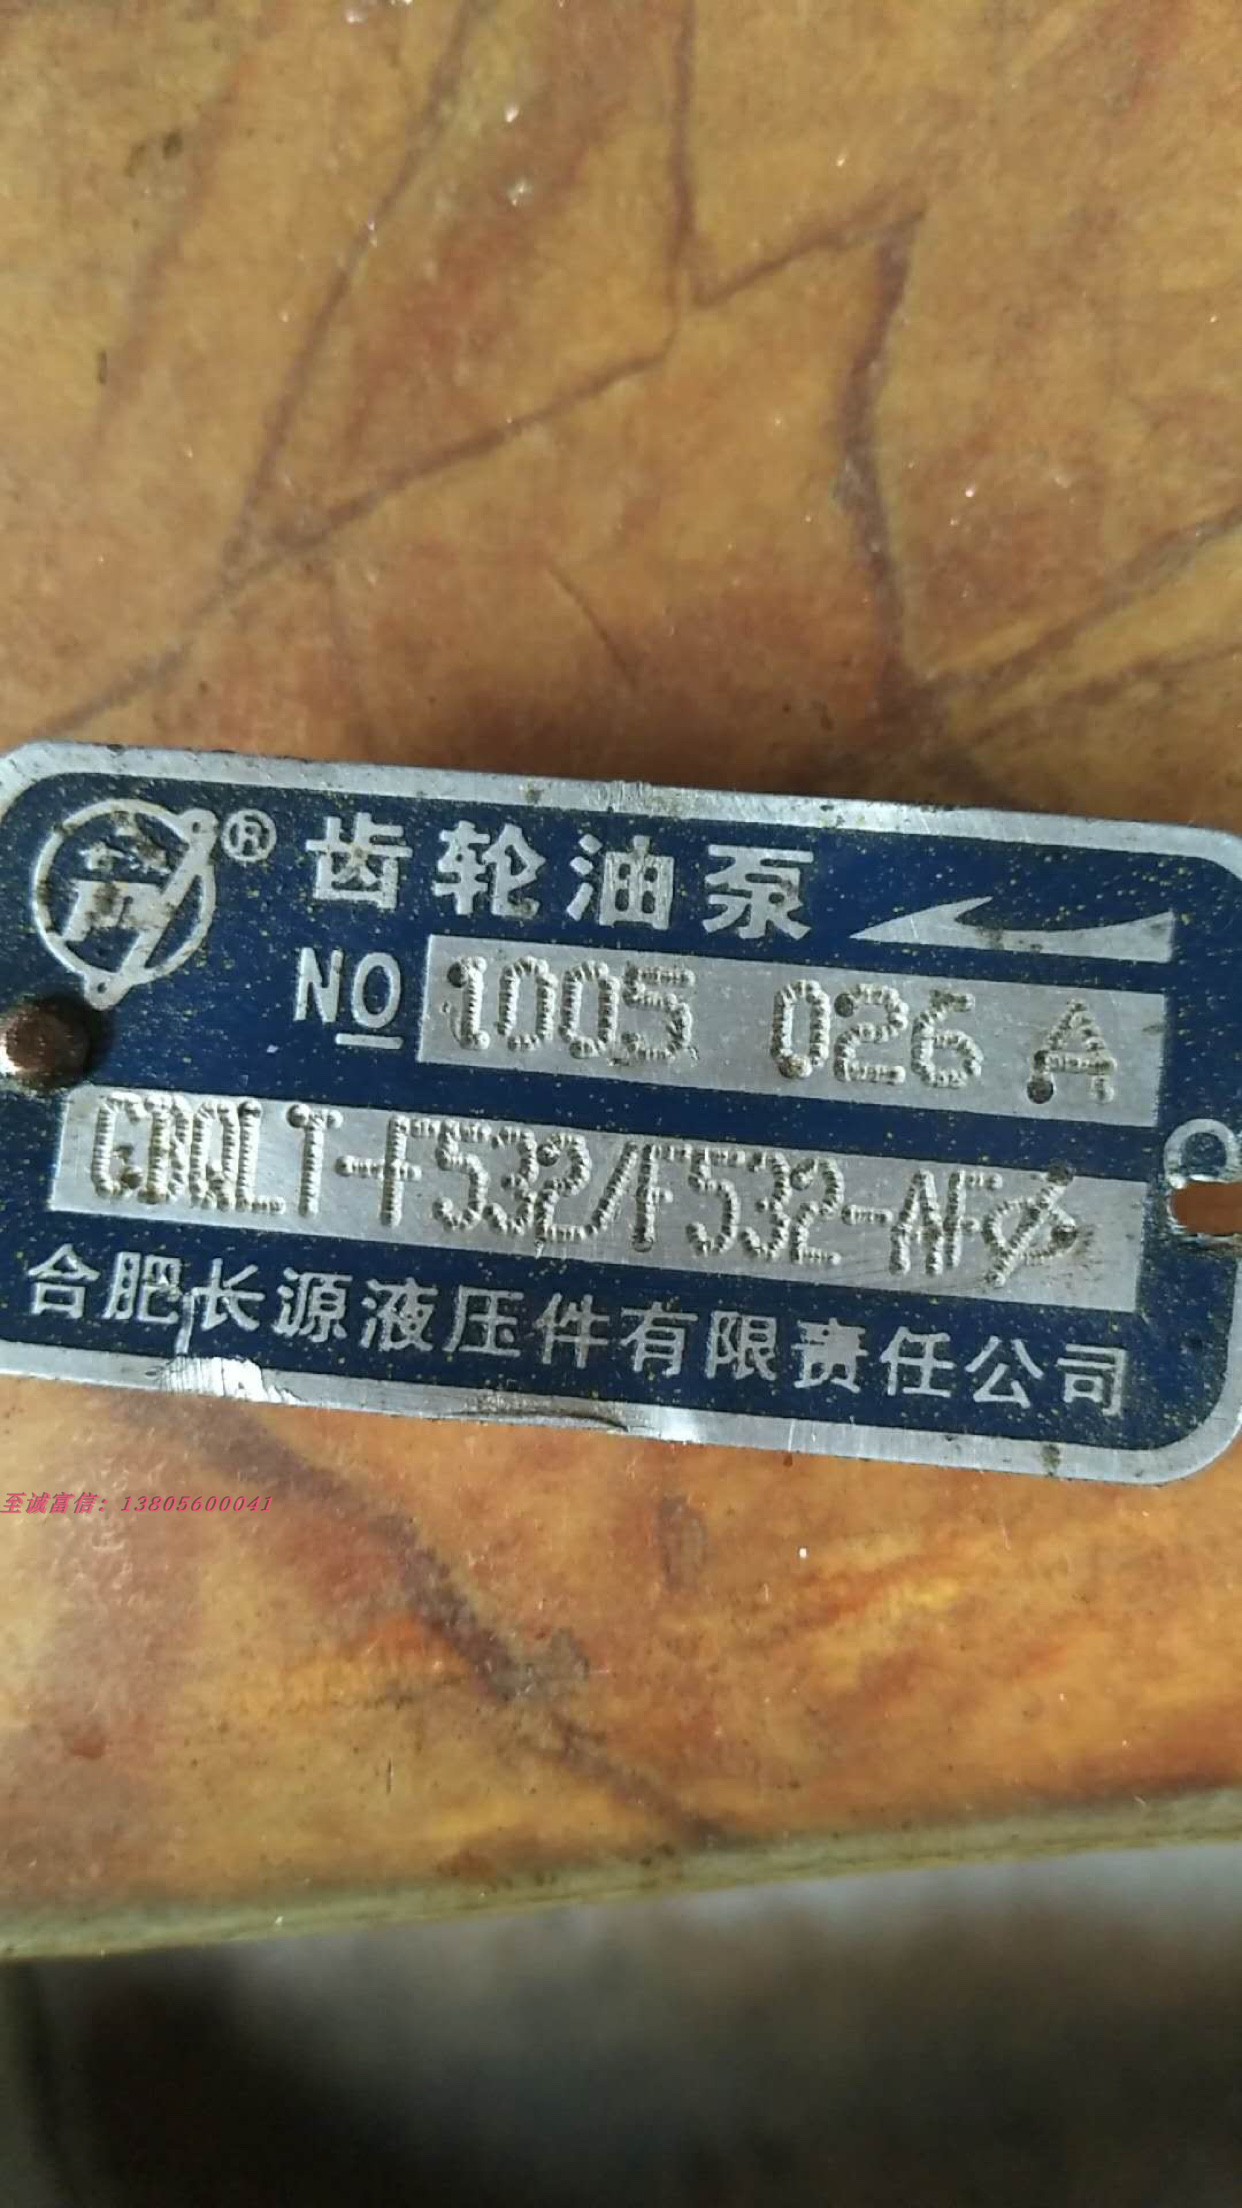 ® 齿轮油泵
NO 1005 026 A
CBQLT-F532/F532-AFφ
合肥长源液压件有限责任公司
至诚富信：13805600041